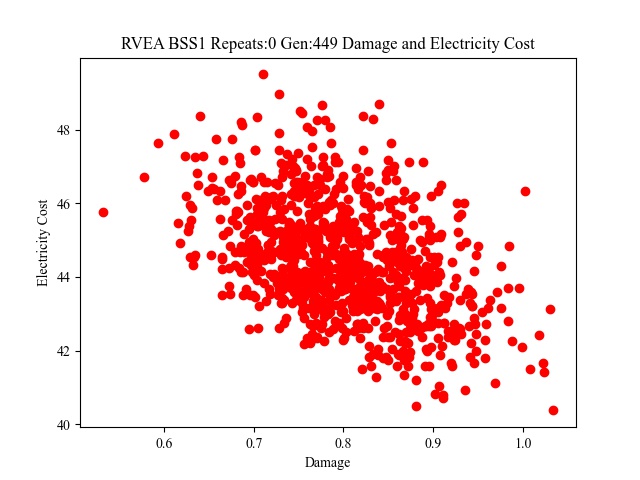 RVEA BSS1 Repeats:0 Gen:449 Damage and Electricity Cost
48
46
44
42
40
Electricity Cost
0.6 0.7 0.8 0.9 1.0
Damage